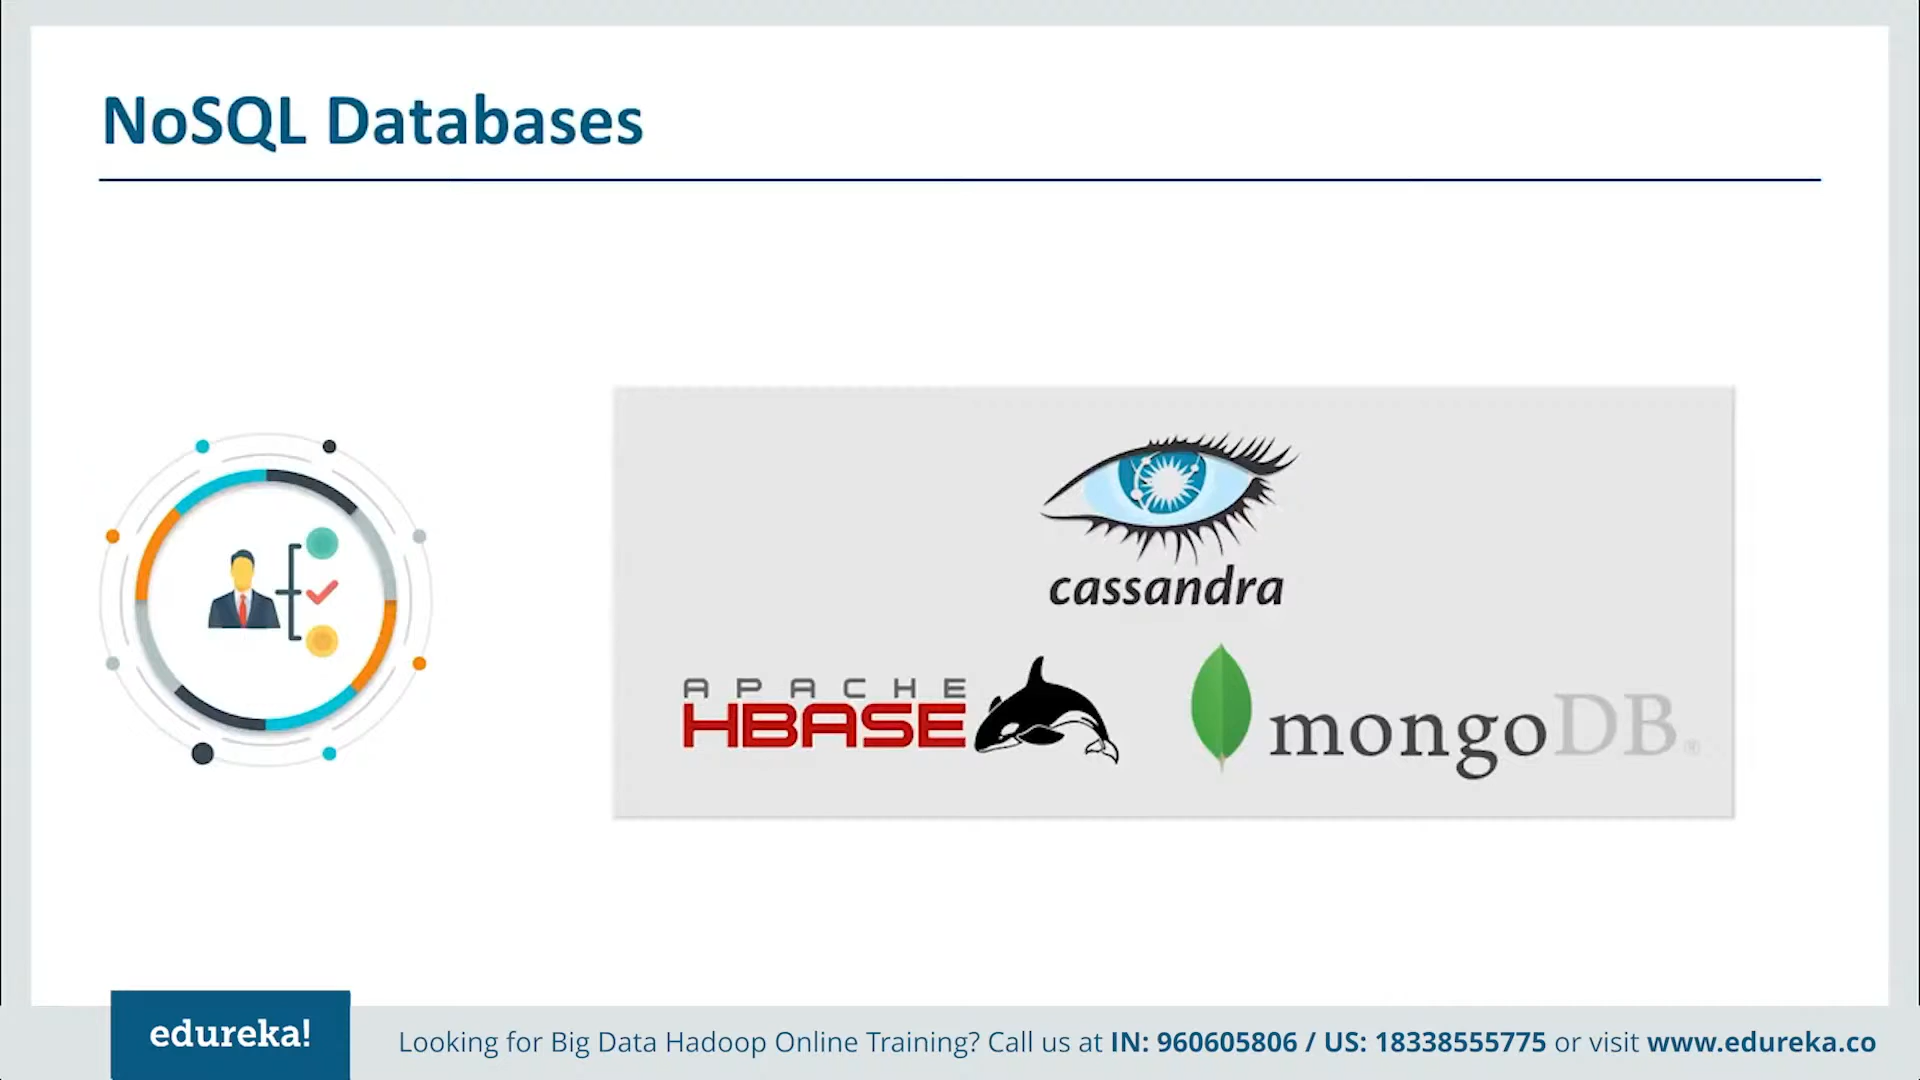 NoSQL Databases
cassandra
APACHE
HBASE
mongoDB®
edureka!
Looking for Big Data Hadoop Online Training? Call us at IN: 960605806 / US: 18338555775 or visit www.edureka.co